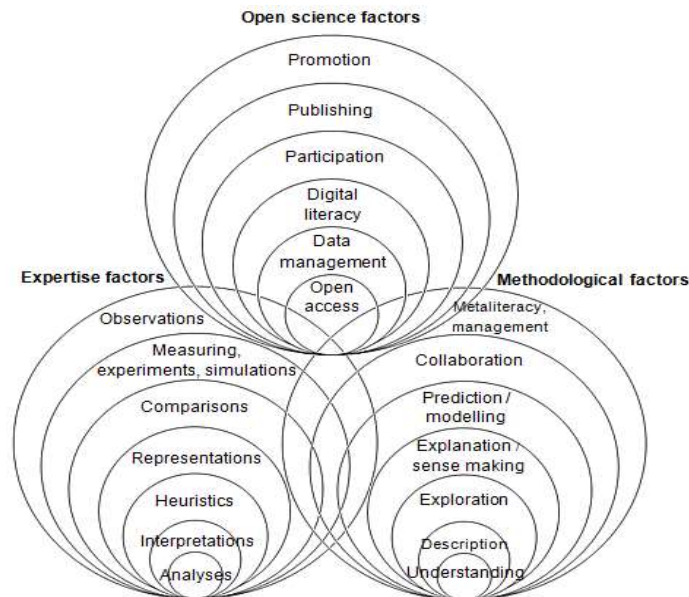 Open science factors
Promotion
Publishing
Participation
Digital
literacy
Data
management
Open
access
Expertise factors
Observations
Measuring,
experiments, simulations
Comparisons
Representations
Heuristics
Interpretations
Analyses
Methodological factors
Metaliteracy,
management
Collaboration
Prediction /
modelling
Explanation /
sense making
Exploration
Description
Understanding